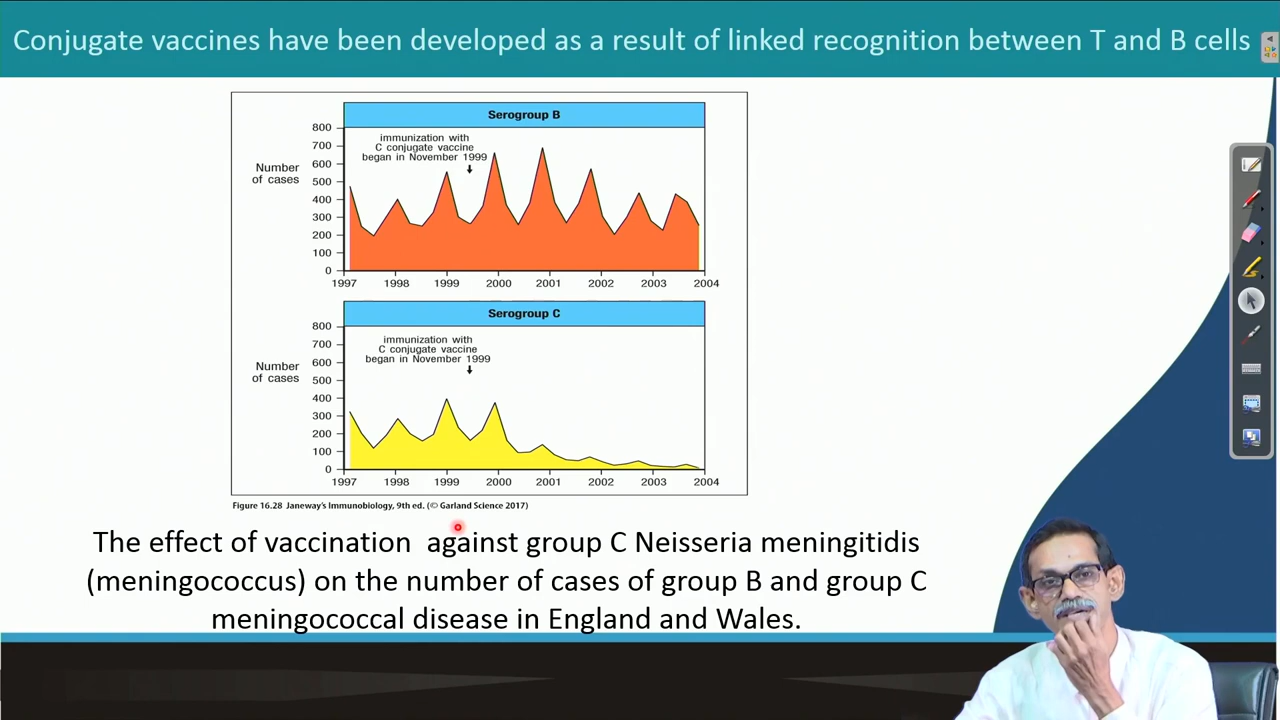 Conjugate vaccines have been developed as a result of linked recognition between T and B cells
Serogroup B
800
700
600
500
400
300
200
100
0
Number
of cases
immunization with
C conjugate vaccine
began in November 1999
1997 1998 1999 2000 2001 2002 2003 2004
Serogroup C
800
700
600
500
400
300
200
100
0
Number
of cases
immunization with
C conjugate vaccine
began in November 1999
1997 1998 1999 2000 2001 2002 2003 2004
Figure 16.28 Janeway's Immunobiology, 9th ed. (© Garland Science 2017)
The effect of vaccination against group C Neisseria meningitidis
(meningococcus) on the number of cases of group B and group C
meningococcal disease in England and Wales.